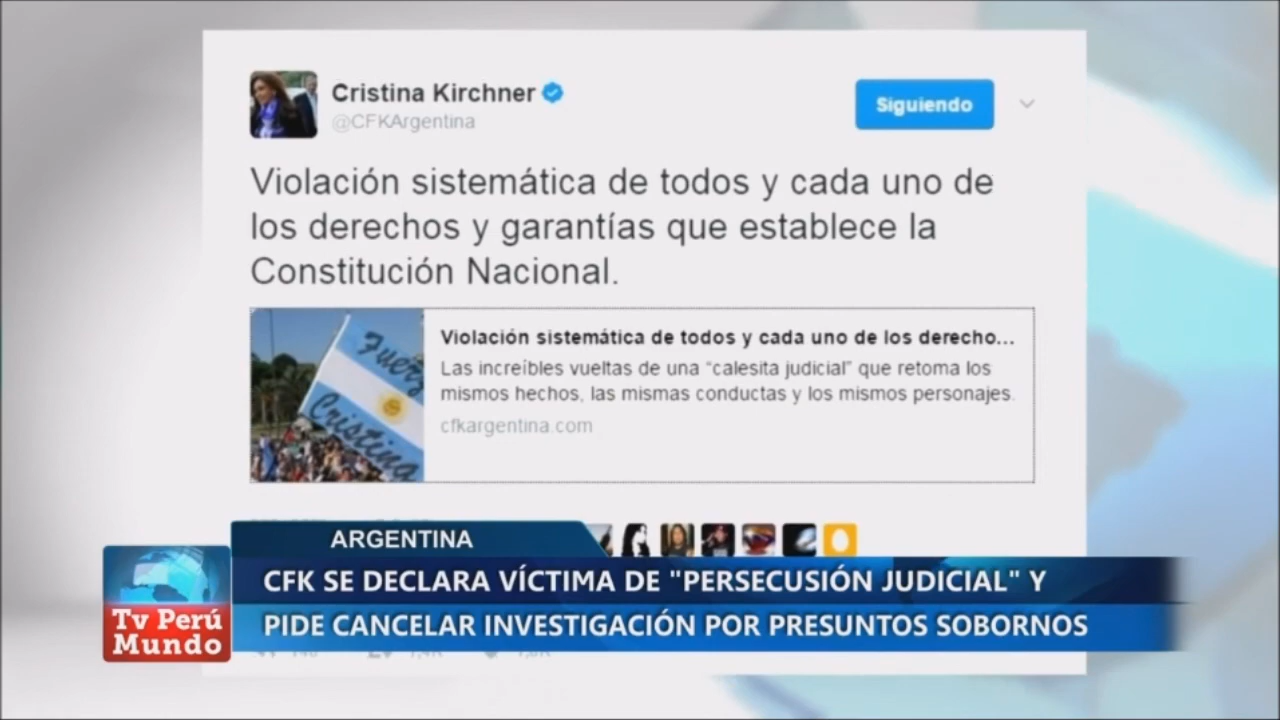 Cristina Kirchner
@CFKArgentina
Siguiendo
Violación sistemática de todos y cada uno de
los derechos y garantías que establece la
Constitución Nacional.
Fuerz
Cristina
Violación sistemática de todos y cada uno de los derecho...
Las increíbles vueltas de una “calesita judicial” que retoma los
mismos hechos, las mismas conductas y los mismos personajes.
cfkargentina.com
ARGENTINA
CFK SE DECLARA VÍCTIMA DE "PERSECUSIÓN JUDICIAL" Y
PIDE CANCELAR INVESTIGACIÓN POR PRESUNTOS SOBORNOS
Tv Perú
Mundo